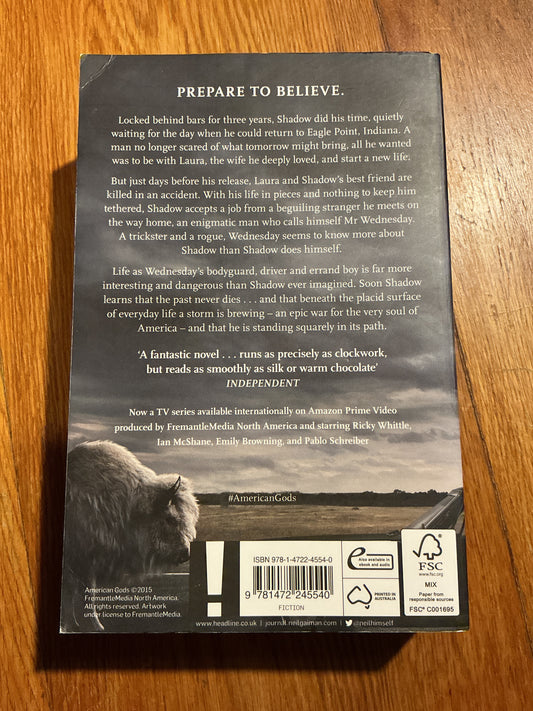 PREPARE TO BELIEVE.
Locked behind bars for three years, Shadow did his time, quietly
waiting for the day when he could return to Eagle Point, Indiana. A
man no longer scared of what tomorrow might bring, all he wanted
was to be with Laura, the wife he deeply loved, and start a new life.
But just days before his release, Laura and Shadow's best friend are
killed in an accident. With his life in pieces and nothing to keep him
tethered, Shadow accepts a job from a beguiling stranger he meets on
the way home, an enigmatic man who calls himself Mr Wednesday.
A trickster and a rogue, Wednesday seems to know more about
Shadow than Shadow does himself.
Life as Wednesday's bodyguard, driver and errand boy is far more
interesting and dangerous than Shadow ever imagined. Soon Shadow
learns that the past never dies . . . and that beneath the placid surface
of everyday life a storm is brewing – an epic war for the very soul of
America – and that he is standing squarely in its path.
‘A fantastic novel . . . runs as precisely as clockwork,
but reads as smoothly as silk or warm chocolate’
INDEPENDENT
Now a TV series available internationally on Amazon Prime Video
produced by FremantleMedia North America and starring Ricky Whittle,
Ian McShane, Emily Browning, and Pablo Schreiber
#AmericanGods
American Gods ©2015
FremantleMedia North America.
All rights reserved. Artwork
under license to FremantleMedia.
!
ISBN 978-1-4722-4554-0
9 781472 245540
FICTION
e
Also available in
ebook and audio
PRINTED IN
AUSTRALIA
FSC
www.fsc.org
MIX
Paper from
responsible sources
FSC® C001695
www.headline.co.uk | journal.neilgaiman.com | @neilhimself